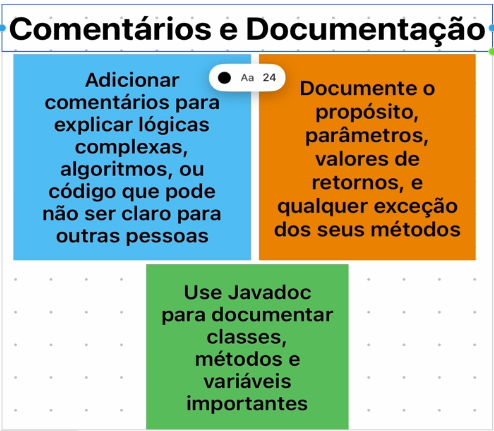 Comentários e Documentação
Aa 24
Adicionar
comentários para
explicar lógicas
complexas,
algoritmos, ou
código que pode
não ser claro para
outras pessoas
Documente o
propósito,
parâmetros,
valores de
retornos, e
qualquer exceção
dos seus métodos
Use Javadoc
para documentar
classes,
métodos e
variáveis
importantes